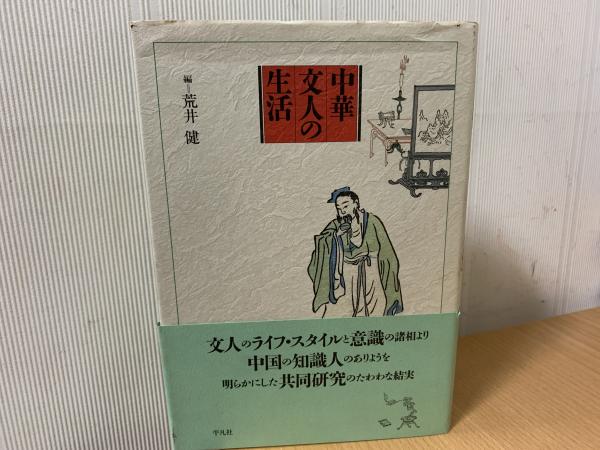 中華
文人の
生活
編=荒井 健
文人のライフ・スタイルと意識の諸相より
中国の知識人のありようを
明らかにした共同研究のたわわな結実
平凡社